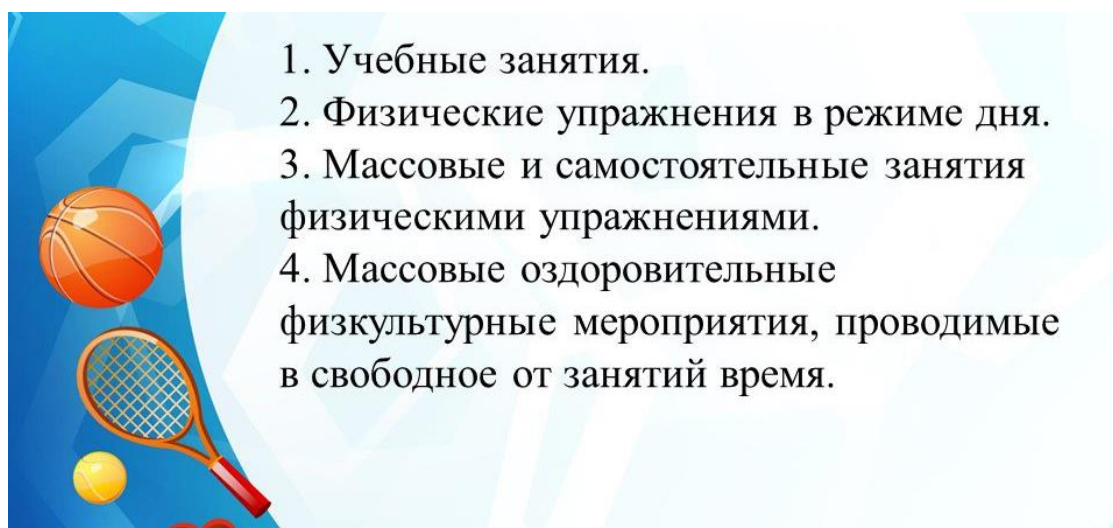 1. Учебные занятия.
2. Физические упражнения в режиме дня.
3. Массовые и самостоятельные занятия
физическими упражнениями.
4. Массовые оздоровительные
физкультурные мероприятия, проводимые
в свободное от занятий время.